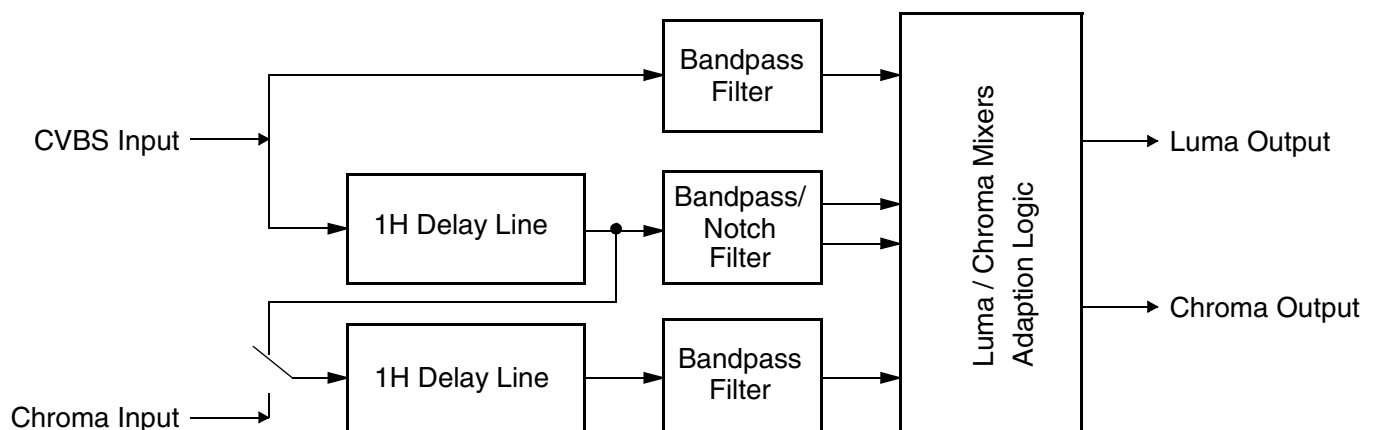 Bandpass
Filter
CVBS Input
Luma Output
1H Delay Line
Bandpass/
Notch
Filter
Luma / Chroma Mixers
Adaption Logic
Chroma Output
1H Delay Line
Bandpass
Filter
Chroma Input